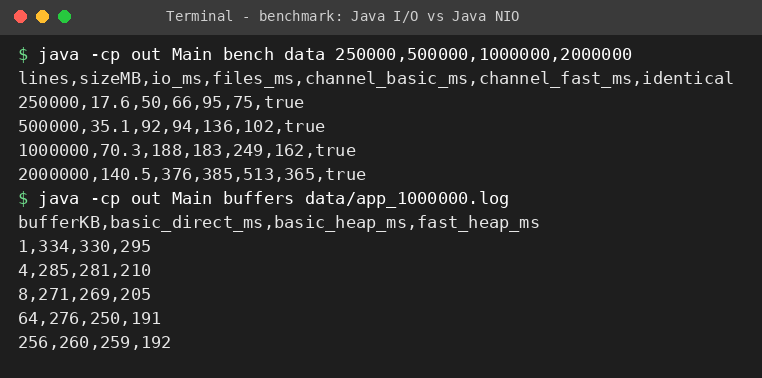 Terminal - benchmark: Java I/O vs Java NIO
$ java -cp out Main bench data 250000,500000,1000000,2000000
lines,sizeMB,io_ms,files_ms,channel_basic_ms,channel_fast_ms,identical
250000,17.6,50,66,95,75,true
500000,35.1,92,94,136,102,true
1000000,70.3,188,183,249,162,true
2000000,140.5,376,385,513,365,true
$ java -cp out Main buffers data/app_1000000.log
bufferKB,basic_direct_ms,basic_heap_ms,fast_heap_ms
1,334,330,295
4,285,281,210
8,271,269,205
64,276,250,191
256,260,259,192